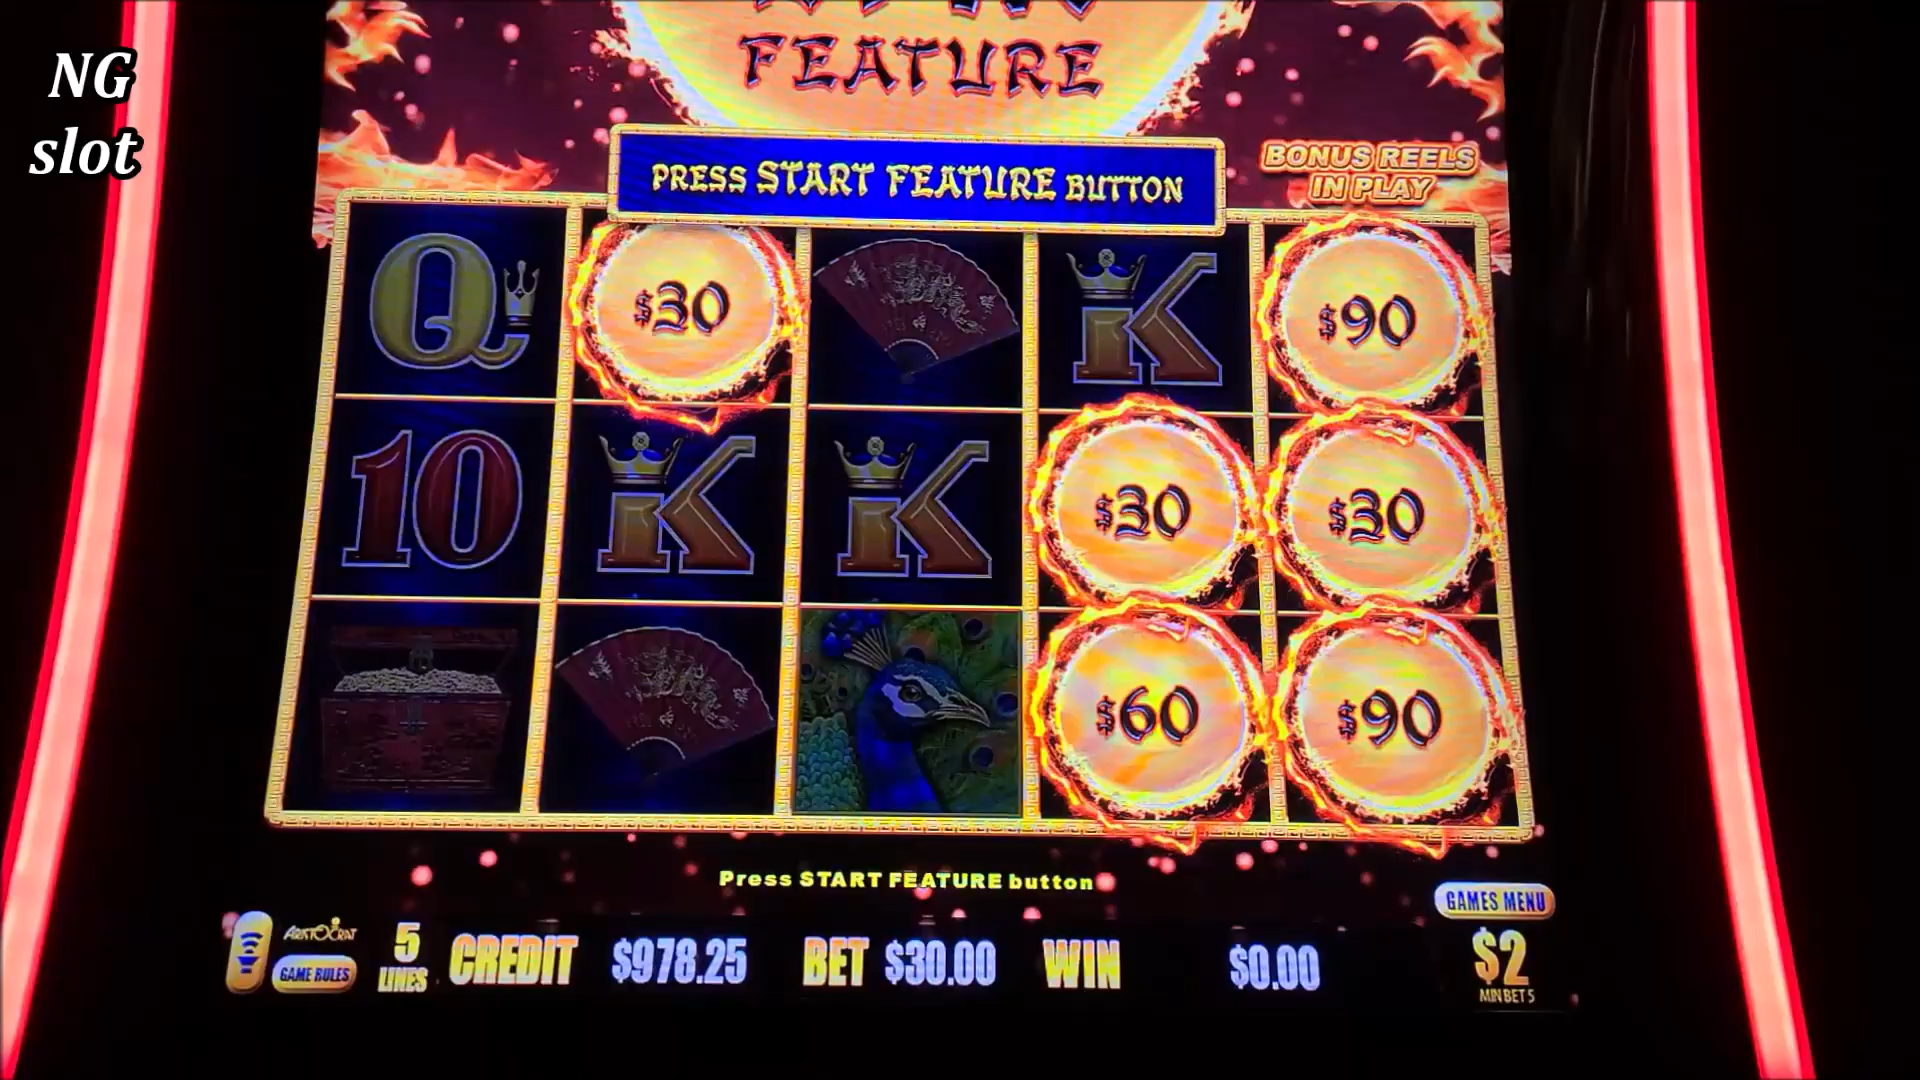 NG
slot
FEATURE
PRESS START FEATURE BUTTON
BONUS REELS
IN PLAY
Q $30 K $90
10 K K $30 $30
$60 $90
Press START FEATURE button
GAMES MENU
ARISTOCRAT
GAME RULES
5
LINES
CREDIT $978.25 BET $30.00 WIN $0.00
$2
MIN BET 5